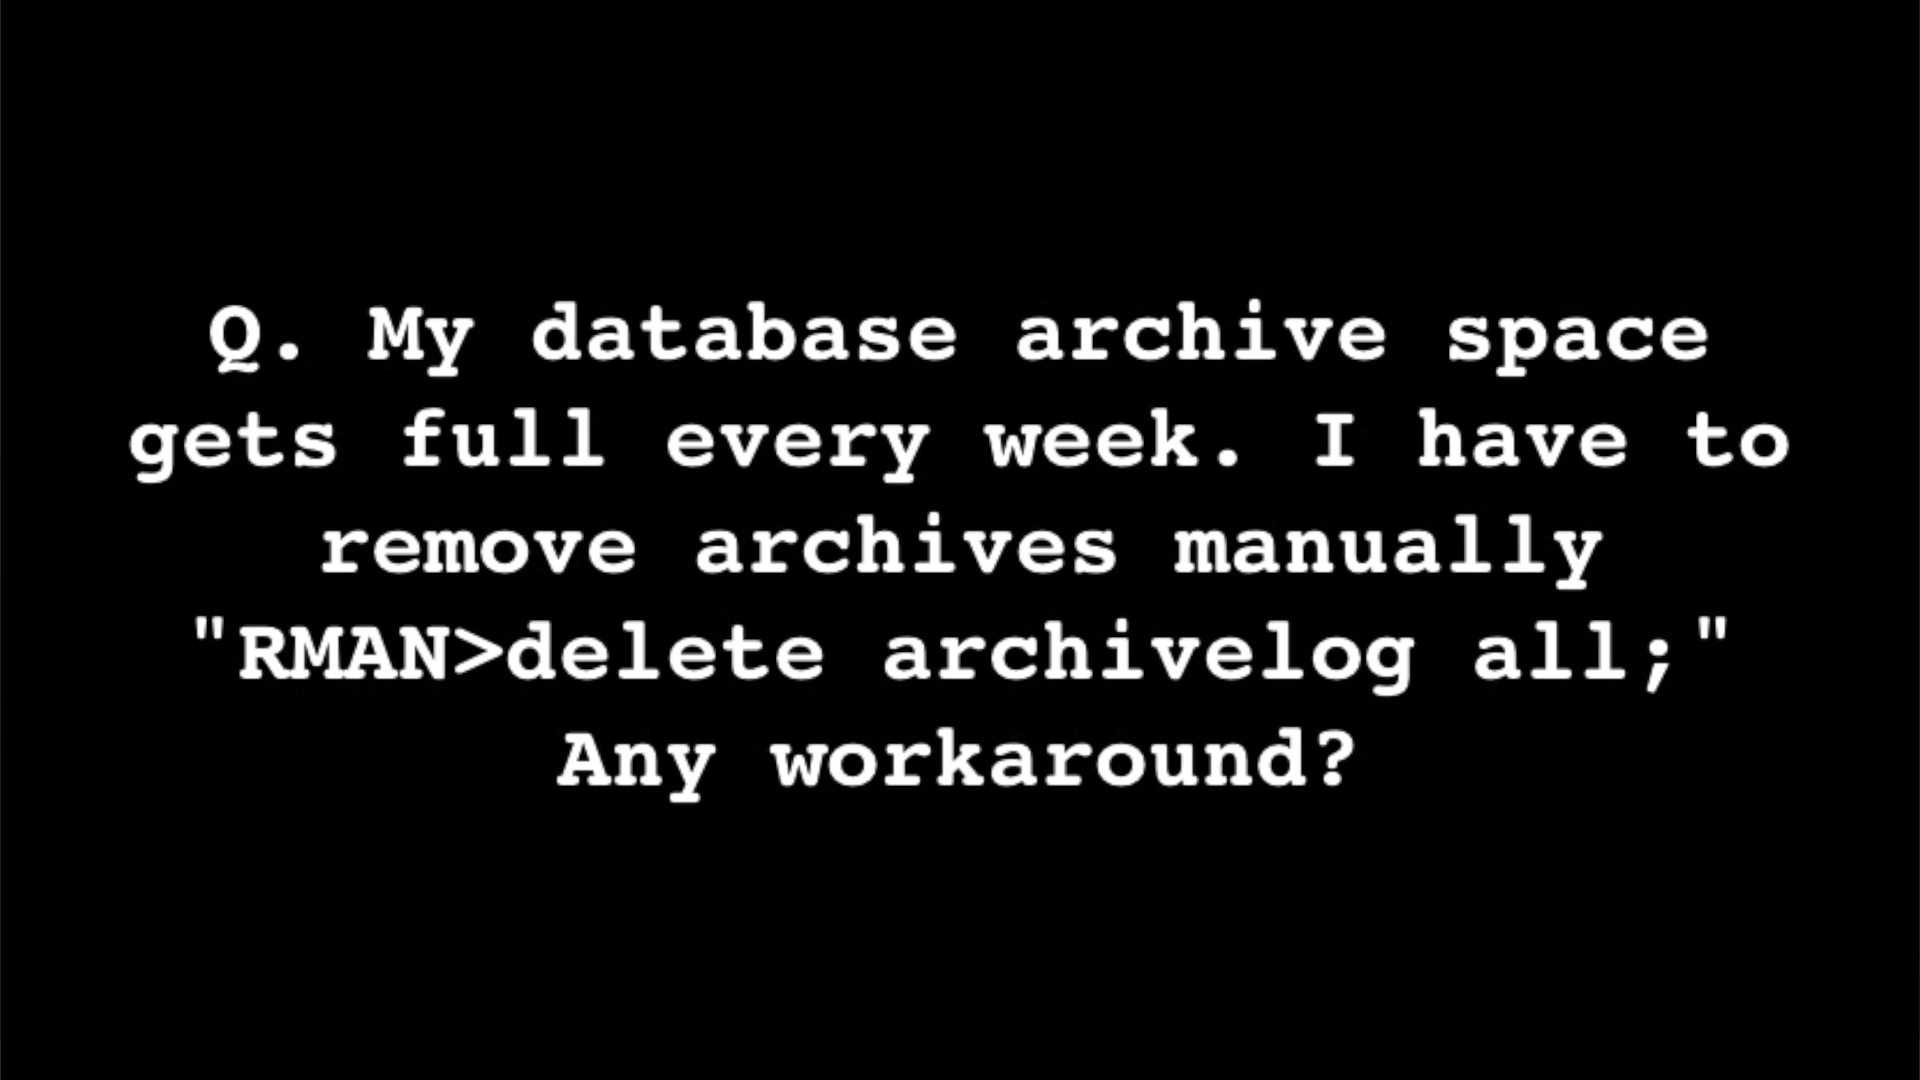 Q. My database archive space
gets full every week. I have to
remove archives manually
"RMAN>delete archivelog all;"
Any workaround?